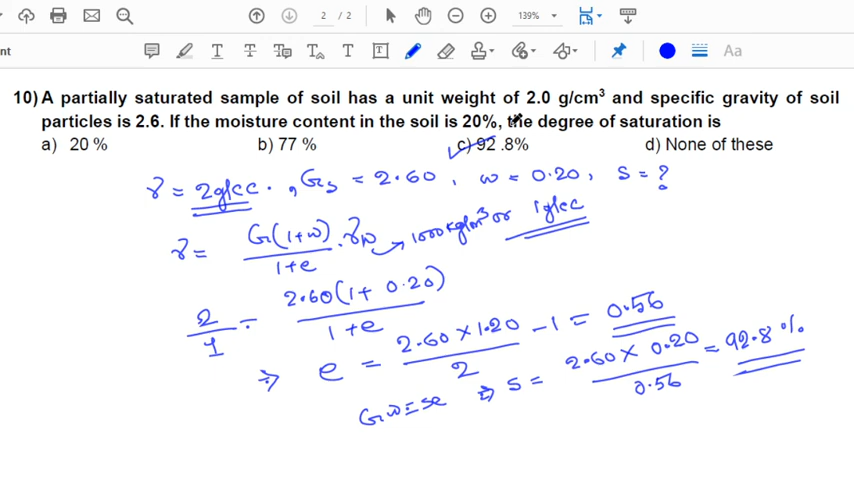 2 / 2
139%
ent
T T T T T Aa
10) A partially saturated sample of soil has a unit weight of 2.0 g/cm³ and specific gravity of soil
particles is 2.6. If the moisture content in the soil is 20%, the degree of saturation is
a) 20 % b) 77 % c) 92 .8% d) None of these
γ = 2g/cc. , Gs = 2.60 , w = 0.20 , S = ?
γ = G(1+w)/1+e . γw → 1000kg/m³ or 1g/cc
2/1 = 2.60(1+ 0.20)/1+e
⇒ e = 2.60 × 1.20/2 - 1 = 0.56
Gw = Se ⇒ S = 2.60 × 0.20/0.56 = 92.8 %